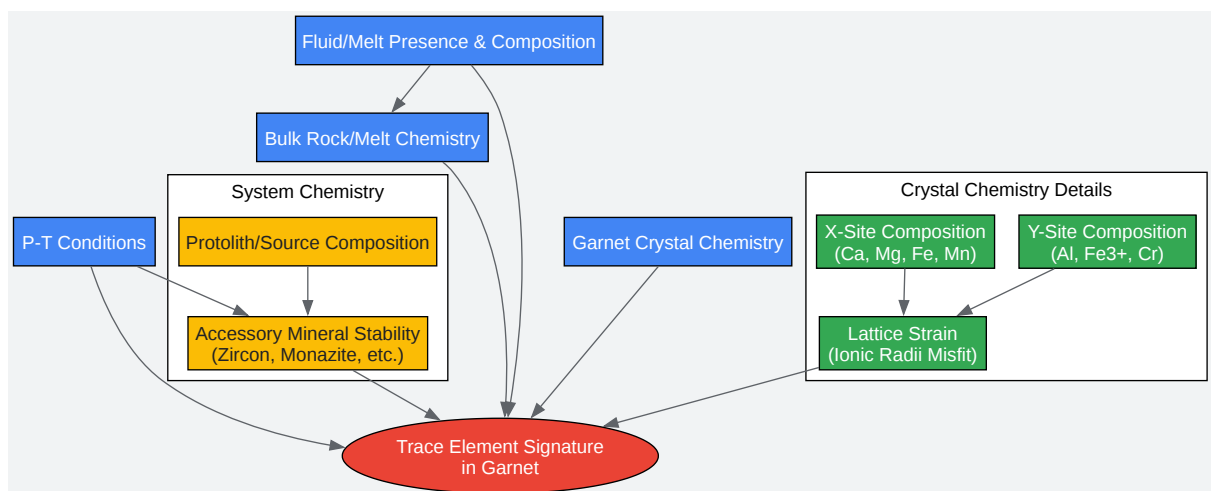 Fluid/Melt Presence & Composition
Bulk Rock/Melt Chemistry
System Chemistry
Crystal Chemistry Details
P-T Conditions
Protolith/Source Composition
Garnet Crystal Chemistry
X-Site Composition
(Ca, Mg, Fe, Mn)
Y-Site Composition
(Al, Fe3+, Cr)
Accessory Mineral Stability
(Zircon, Monazite, etc.)
Lattice Strain
(Ionic Radii Misfit)
Trace Element Signature
in Garnet